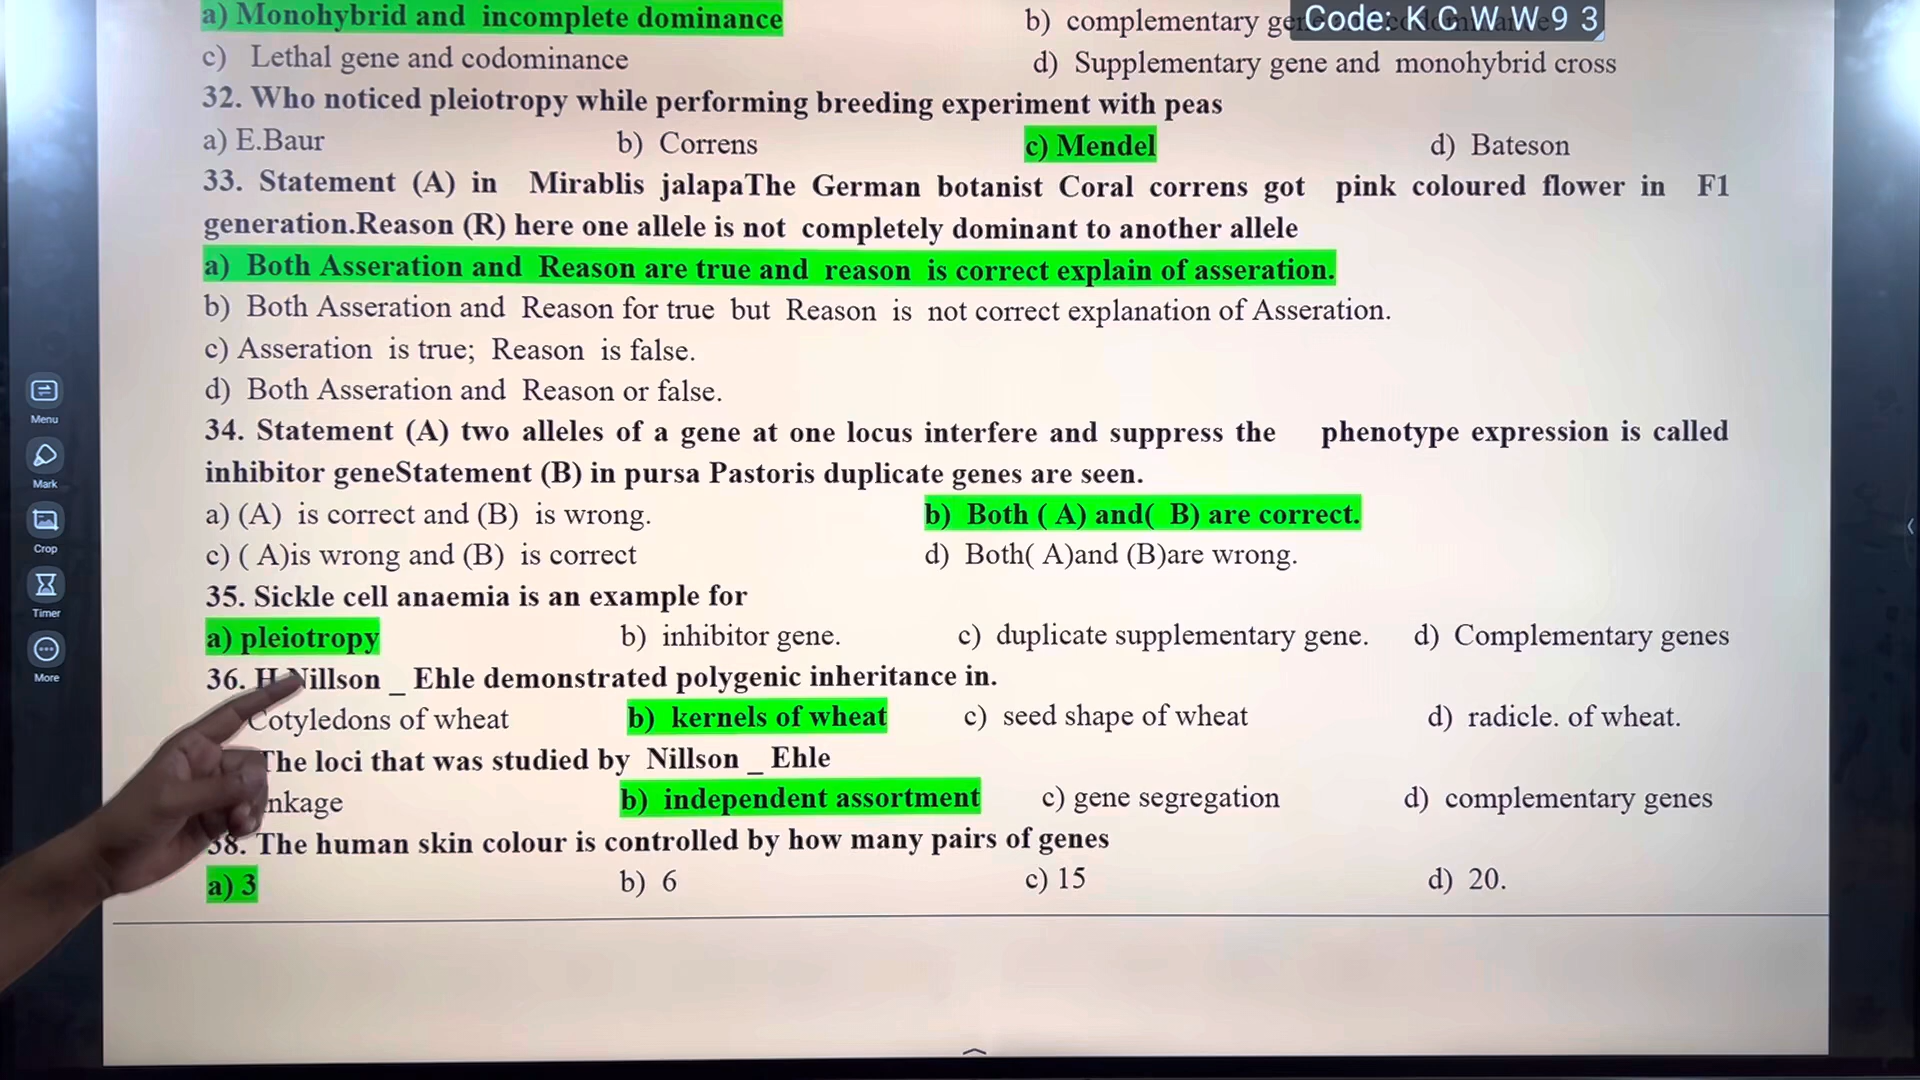 a) Monohybrid and incomplete dominance b) complementary Code: K C W W 9 3
c) Lethal gene and codominance d) Supplementary gene and monohybrid cross
32. Who noticed pleiotropy while performing breeding experiment with peas
a) E.Baur b) Correns c) Mendel d) Bateson
33. Statement (A) in Mirablis jalapaThe German botanist Coral correns got pink coloured flower in F1
generation.Reason (R) here one allele is not completely dominant to another allele
a) Both Asseration and Reason are true and reason is correct explain of asseration.
b) Both Asseration and Reason for true but Reason is not correct explanation of Asseration.
c) Asseration is true; Reason is false.
d) Both Asseration and Reason or false.
34. Statement (A) two alleles of a gene at one locus interfere and suppress the phenotype expression is called
inhibitor geneStatement (B) in pursa Pastoris duplicate genes are seen.
a) (A) is correct and (B) is wrong. b) Both ( A) and( B) are correct.
c) ( A)is wrong and (B) is correct d) Both( A)and (B)are wrong.
35. Sickle cell anaemia is an example for
a) pleiotropy b) inhibitor gene. c) duplicate supplementary gene. d) Complementary genes
36. H Nillson _ Ehle demonstrated polygenic inheritance in.
Cotyledons of wheat b) kernels of wheat c) seed shape of wheat d) radicle. of wheat.
The loci that was studied by Nillson _ Ehle
b) independent assortment c) gene segregation d) complementary genes
38. The human skin colour is controlled by how many pairs of genes
a) 3 b) 6 c) 15 d) 20.
Menu
Mark
Crop
Timer
More